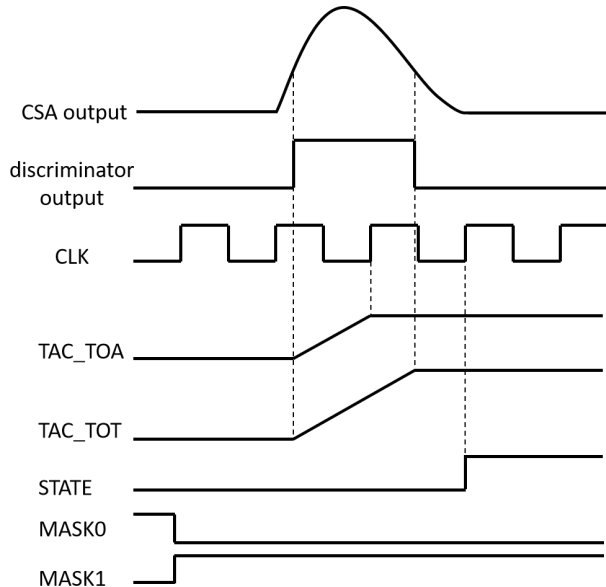 CSA output
discriminator
output
CLK
TAC_TOA
TAC_TOT
STATE
MASK0
MASK1